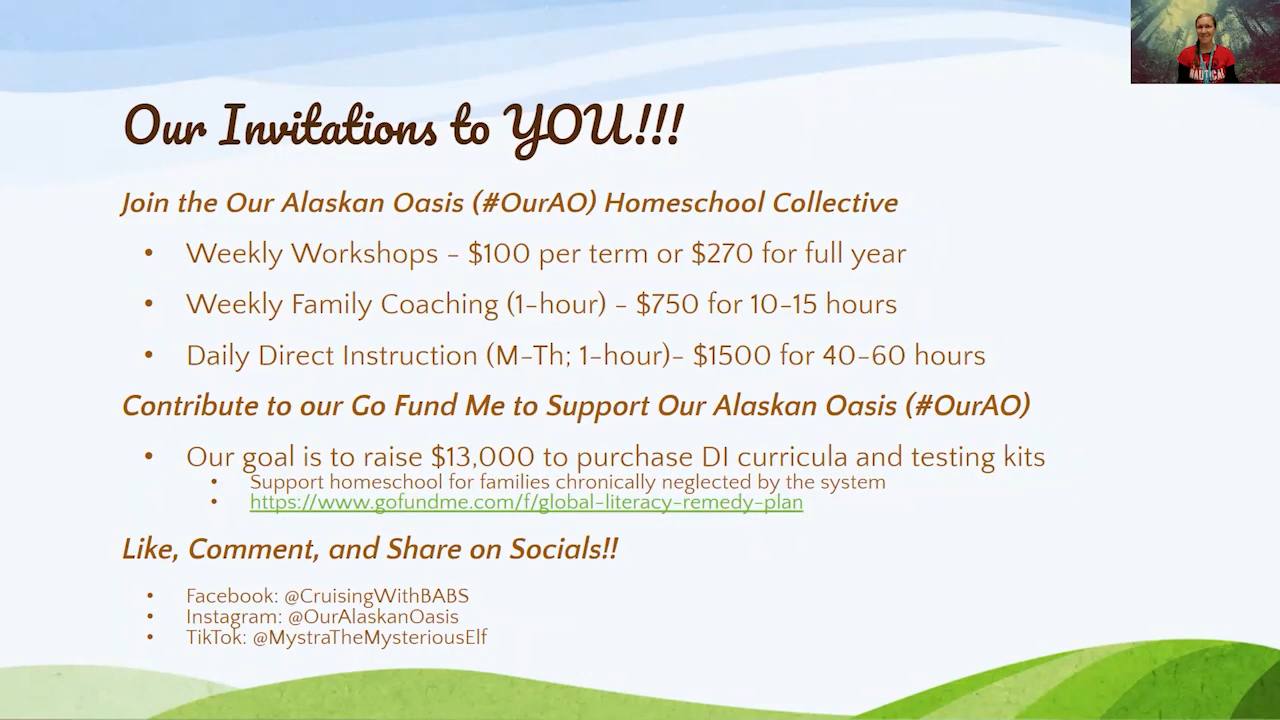 Our Invitations to YOU!!!
Join the Our Alaskan Oasis (#OurAO) Homeschool Collective
• Weekly Workshops – $100 per term or $270 for full year
• Weekly Family Coaching (1-hour) – $750 for 10-15 hours
• Daily Direct Instruction (M-Th; 1-hour)– $1500 for 40-60 hours
Contribute to our Go Fund Me to Support Our Alaskan Oasis (#OurAO)
• Our goal is to raise $13,000 to purchase DI curricula and testing kits
• Support homeschool for families chronically neglected by the system
• https://www.gofundme.com/f/global-literacy-remedy-plan
Like, Comment, and Share on Socials!!
• Facebook: @CruisingWithBABS
• Instagram: @OurAlaskanOasis
• TikTok: @MystraTheMysteriousElf
NAUTICAL